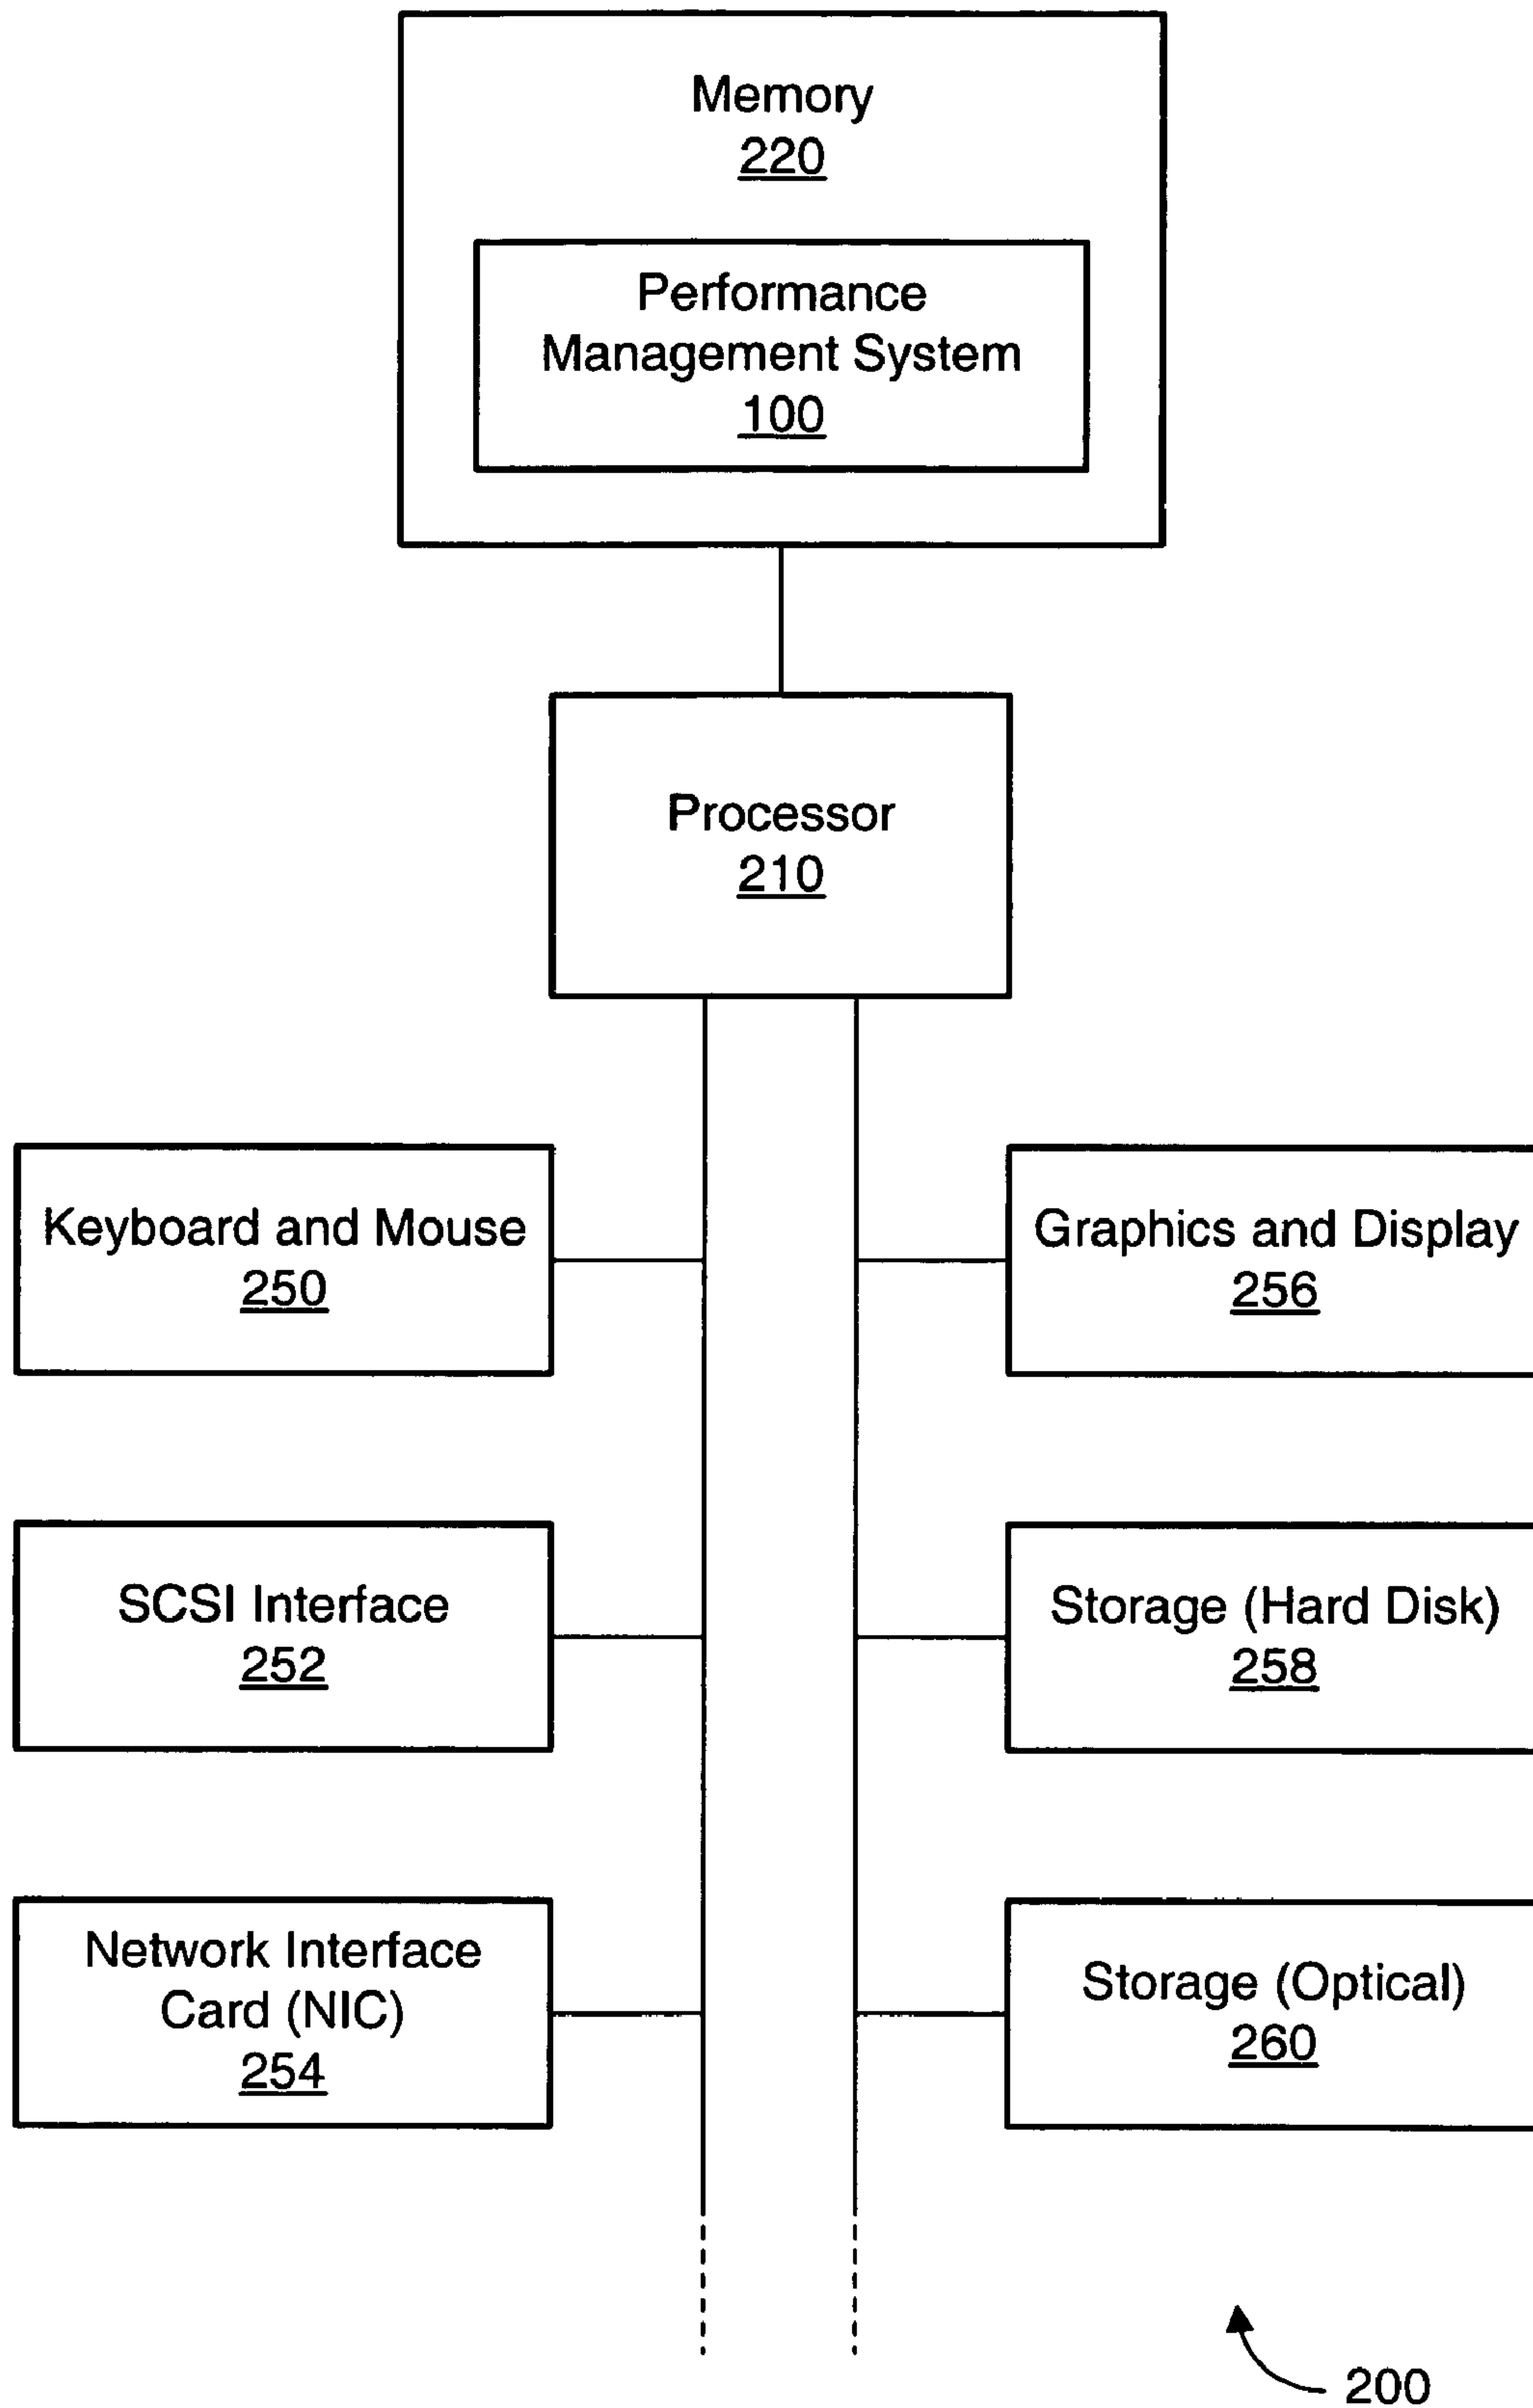 Memory
220
Performance
Management System
100
Processor
210
Keyboard and Mouse
250
Graphics and Display
256
SCSI Interface
252
Storage (Hard Disk)
258
Network Interface
Card (NIC)
254
Storage (Optical)
260
200